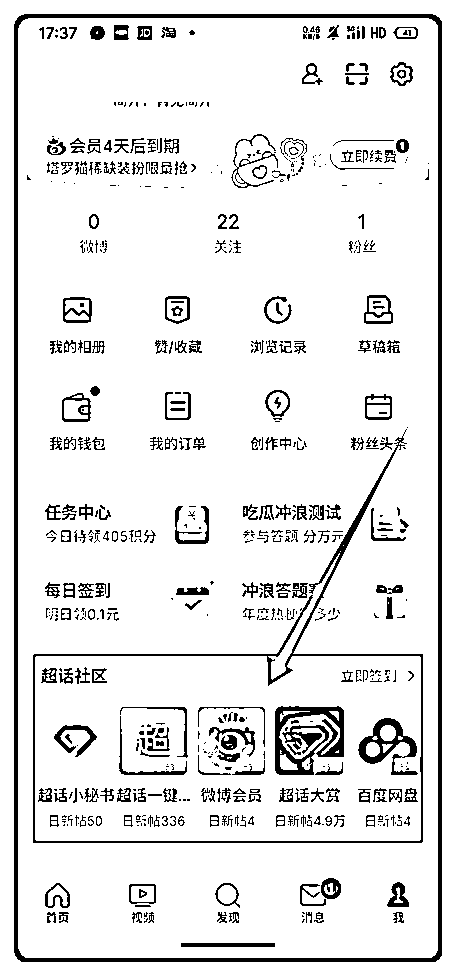 17:37 JD 淘 0.46 KB/S 5G HD 41
会员4天后到期
塔罗猫稀缺装扮限量抢>
立即续费
1
0 22 1
微博 关注 粉丝
我的相册 赞/收藏 浏览记录 草稿箱
我的钱包 我的订单 创作中心 粉丝头条
任务中心 吃瓜冲浪测试
今日待领405积分 参与答题 分万元
每日签到 冲浪答题
明日领0.1元 年度热 多少
超话社区 立即签到 >
超
超话小秘书 超话一键... 微博会员 超话大赏 百度网盘
日新帖50 日新帖336 日新帖4 日新帖4.9万 日新帖4
首页 视频 发现 消息 我